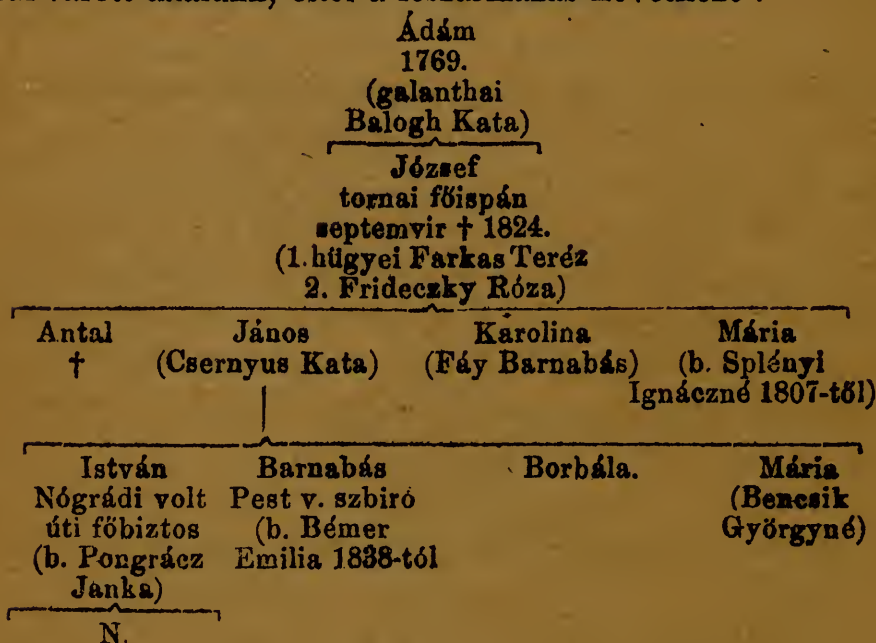 Ádám
1769.
(galanthai
Balogh Kata)
József
tornai főispán
septemvir † 1824.
(1. hügyei Farkas Teréz
2. Frideczky Róza)
Antal János Karolina Mária
† (Csernyus Kata) (Fáy Barnabás) (b. Splényi
Ignáczné 1807-től)
István Barnabás Borbála. Mária
Nógrádi volt Pest v. szbiró (Bencsik
úti főbiztos (b. Bémer Györgyné)
(b. Pongrácz Emilia 1838-tól
Janka)
N.